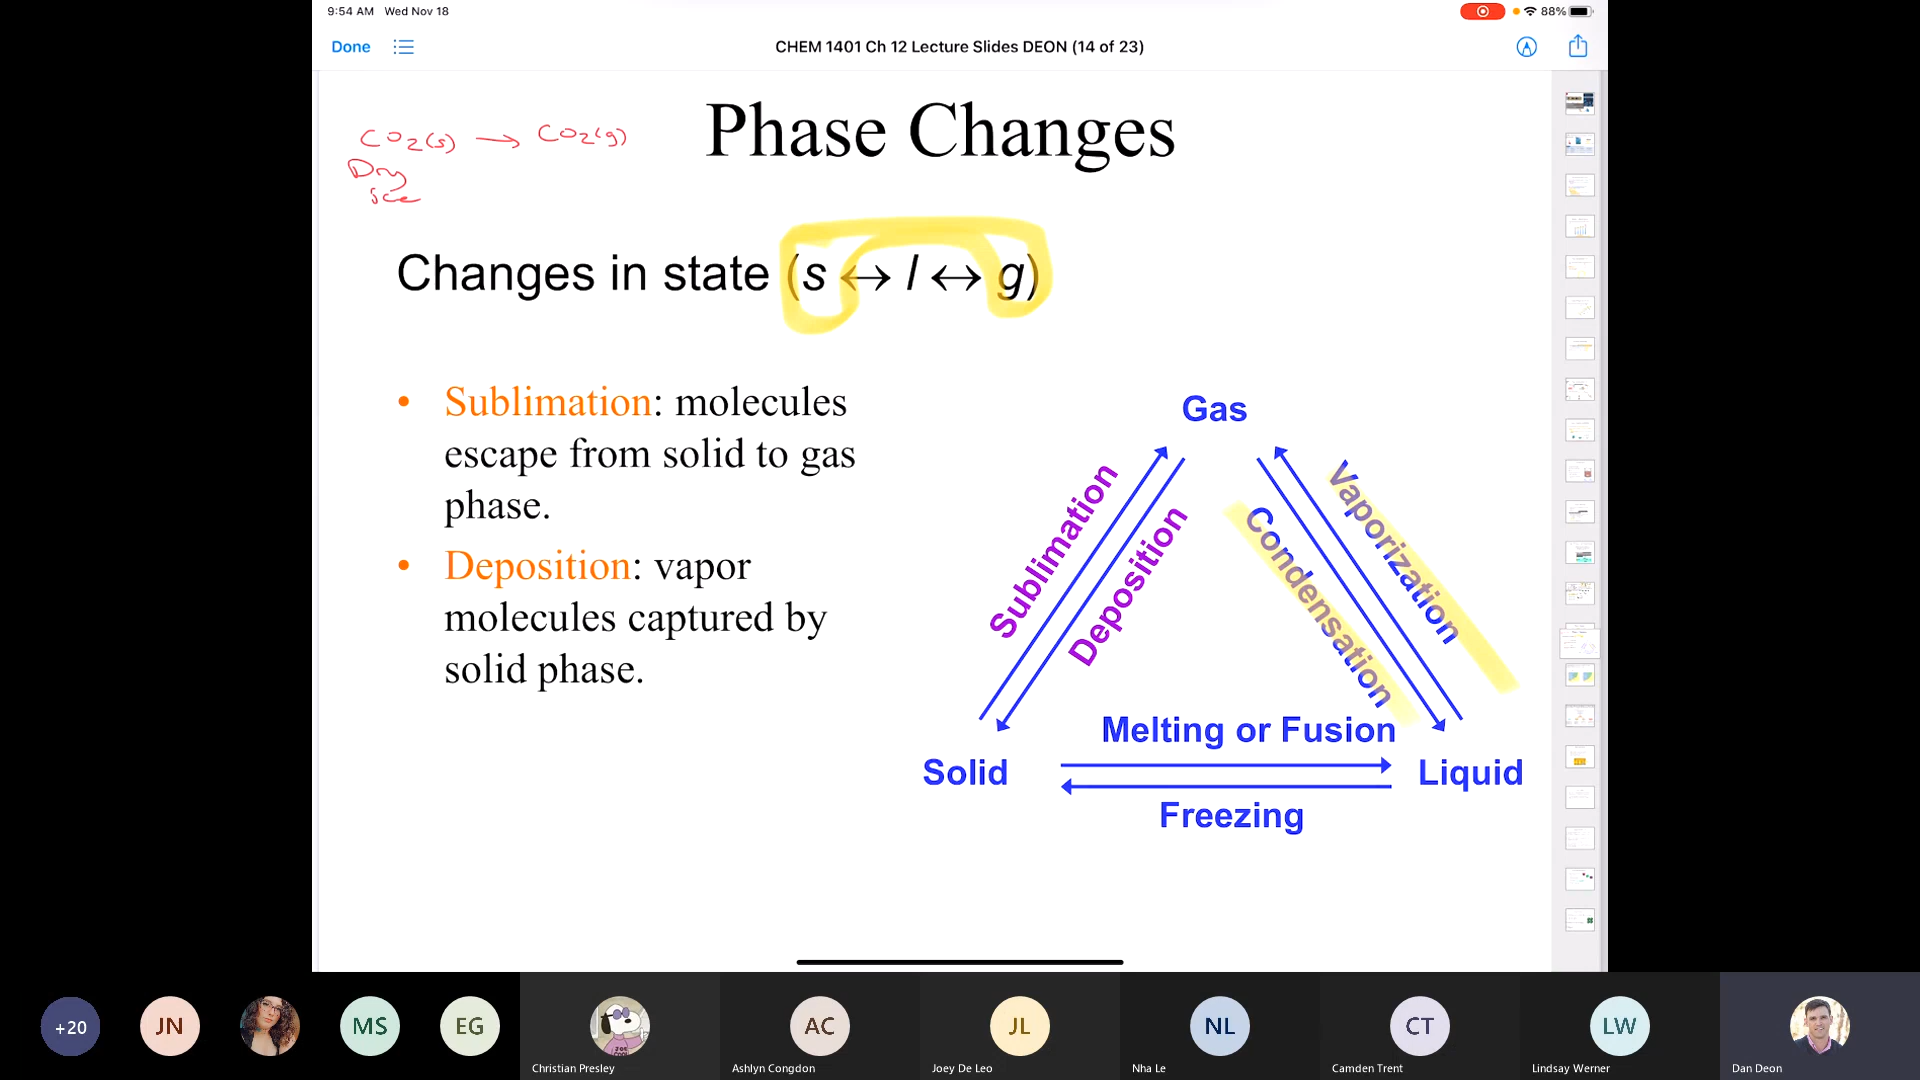 9:54 AM Wed Nov 18
88%
Done
CHEM 1401 Ch 12 Lecture Slides DEON (14 of 23)
Phase Changes
CO2(s) → CO2(g)
Dry
ice
Changes in state (s ↔ l ↔ g)
• Sublimation: molecules
escape from solid to gas
phase.
• Deposition: vapor
molecules captured by
solid phase.
Gas
Sublimation
Deposition
Condensation
Vaporization
Melting or Fusion
Solid
Liquid
Freezing
+20
JN
MS
EG
Christian Presley
AC
Ashlyn Congdon
JL
Joey De Leo
NL
Nha Le
CT
Camden Trent
LW
Lindsay Werner
Dan Deon